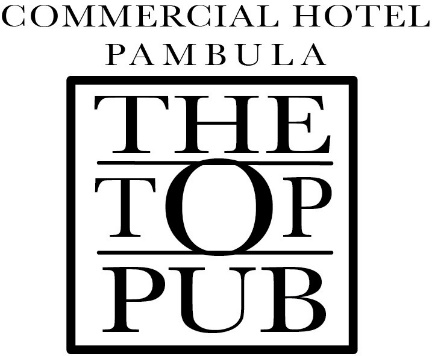 COMMERCIAL HOTEL
PAMBULA
THE
TOP
PUB